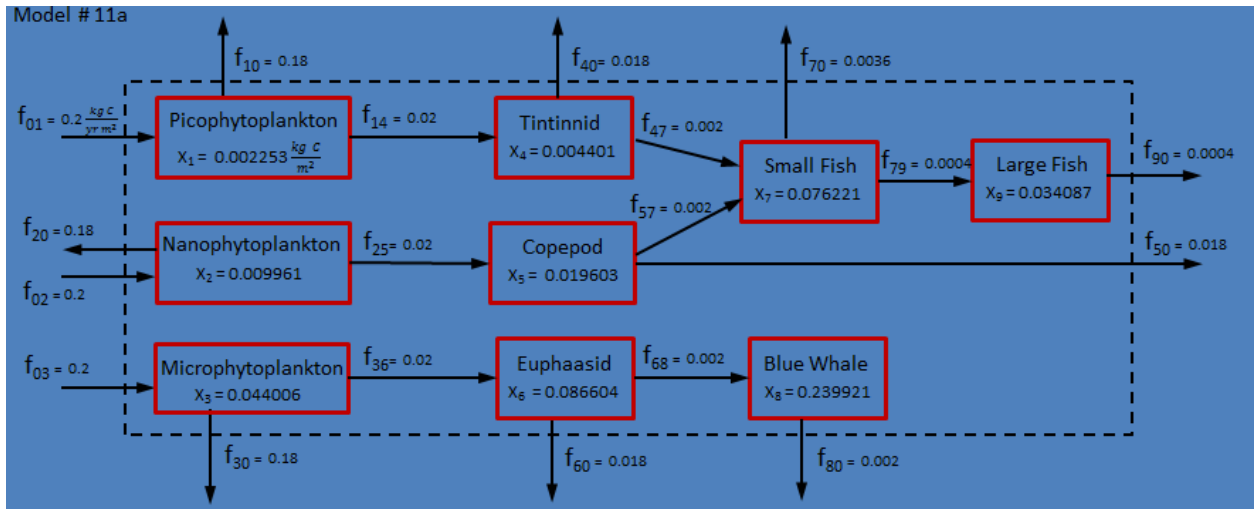 Model # 11a
f10 = 0.18
f40= 0.018
f70 = 0.0036
f01 = 0.2 kg C / yr m²
Picophytoplankton
X1 = 0.002253 kg C / m²
f14 = 0.02
Tintinnid
X4 = 0.004401
f47 = 0.002
Small Fish
X7 = 0.076221
f79 = 0.0004
Large Fish
X9 = 0.034087
f90 = 0.0004
f57 = 0.002
f20 = 0.18
Nanophytoplankton
X2 = 0.009961
f25= 0.02
Copepod
X5 = 0.019603
f50 = 0.018
f02 = 0.2
f03 = 0.2
Microphytoplankton
X3 = 0.044006
f36= 0.02
Euphaasid
X6 = 0.086604
f68 = 0.002
Blue Whale
X8 = 0.239921
f30 = 0.18
f60 = 0.018
f80 = 0.002